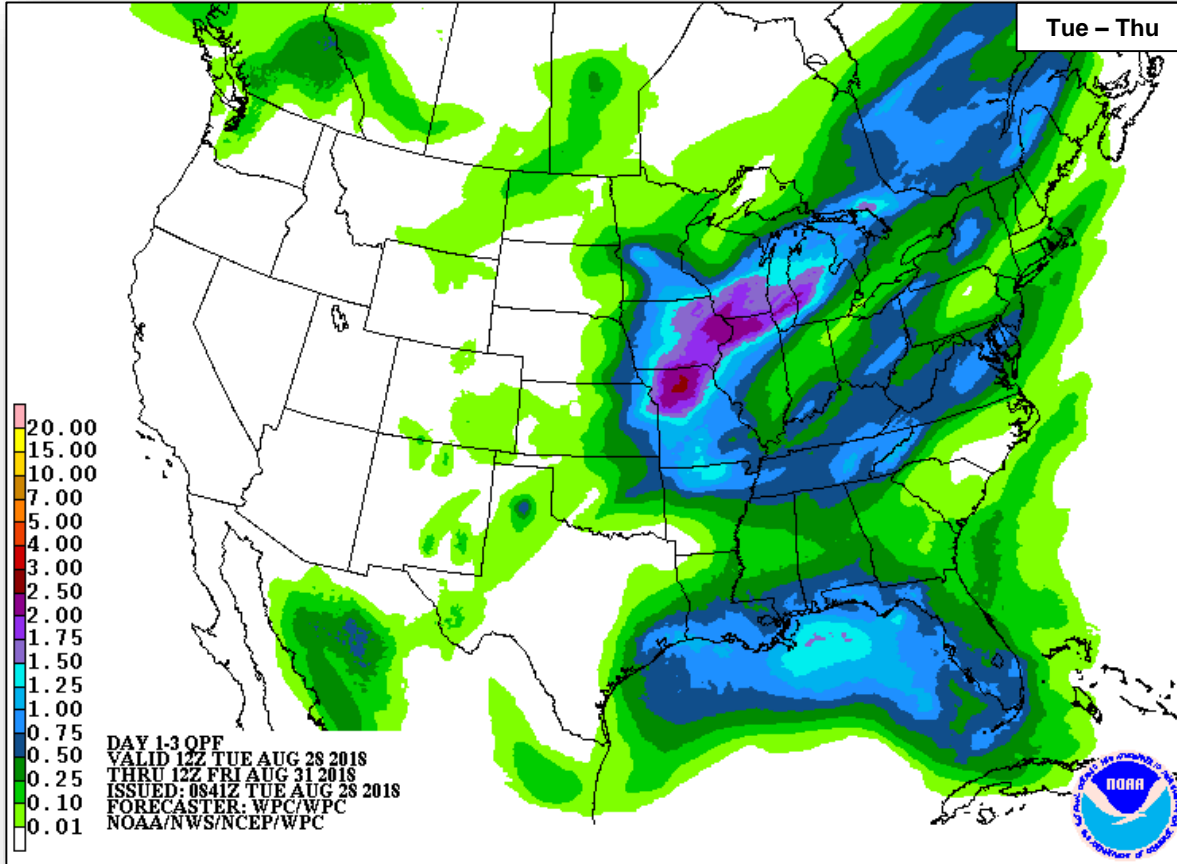 Tue – Thu
20.00
15.00
10.00
7.00
5.00
4.00
3.00
2.50
2.00
1.75
1.50
1.25
1.00
0.75
0.50
0.25
0.10
0.01
DAY 1-3 QPF
VALID 12Z TUE AUG 28 2018
THRU 12Z FRI AUG 31 2018
ISSUED: 0841Z TUE AUG 28 2018
FORECASTER: WPC/WPC
NOAA/NWS/NCEP/WPC
NOAA